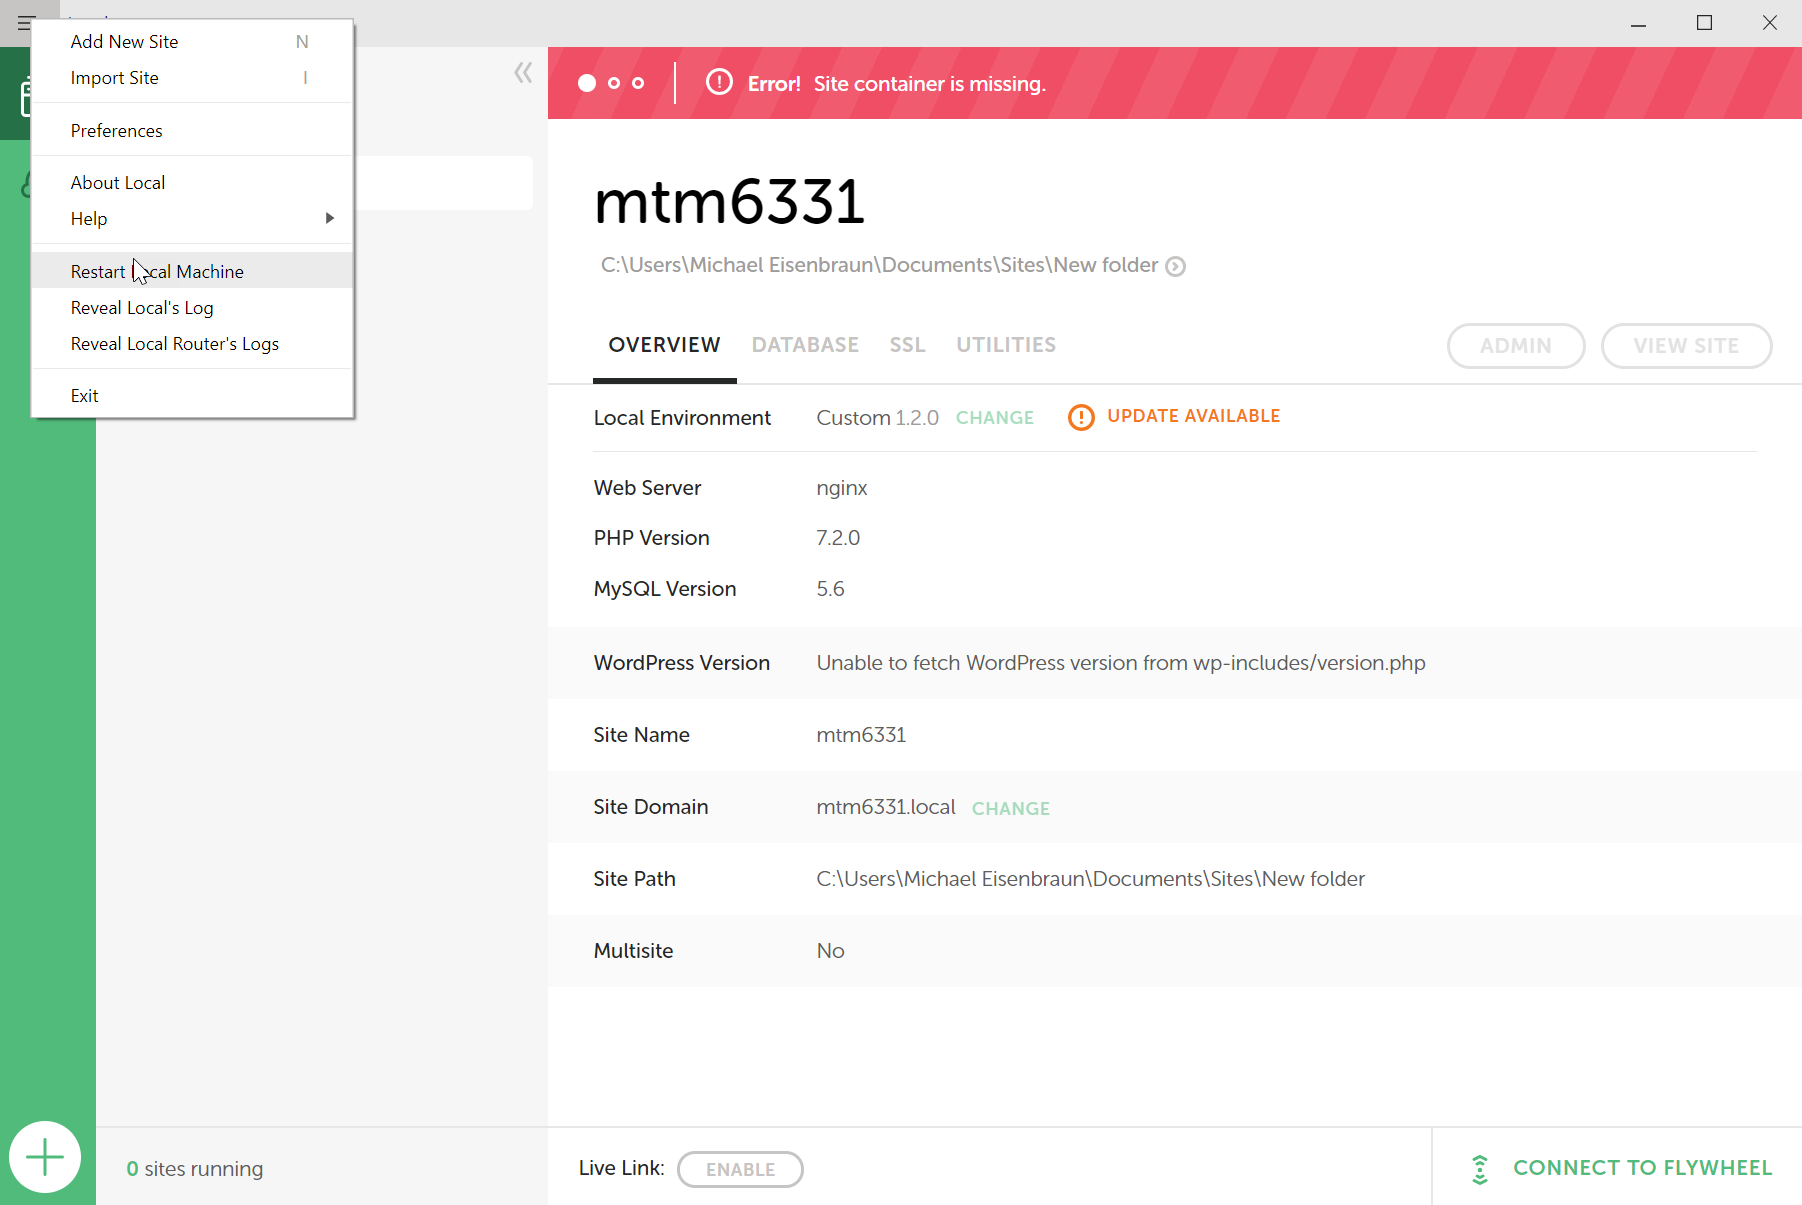 Add New Site N
Import Site I
Preferences
About Local
Help
Restart Local Machine
Reveal Local's Log
Reveal Local Router's Logs
Exit
Error! Site container is missing.
mtm6331
C:\Users\Michael Eisenbraun\Documents\Sites\New folder
OVERVIEW DATABASE SSL UTILITIES ADMIN VIEW SITE
Local Environment Custom 1.2.0 CHANGE UPDATE AVAILABLE
Web Server nginx
PHP Version 7.2.0
MySQL Version 5.6
WordPress Version Unable to fetch WordPress version from wp-includes/version.php
Site Name mtm6331
Site Domain mtm6331.local CHANGE
Site Path C:\Users\Michael Eisenbraun\Documents\Sites\New folder
Multisite No
0 sites running
Live Link: ENABLE
CONNECT TO FLYWHEEL